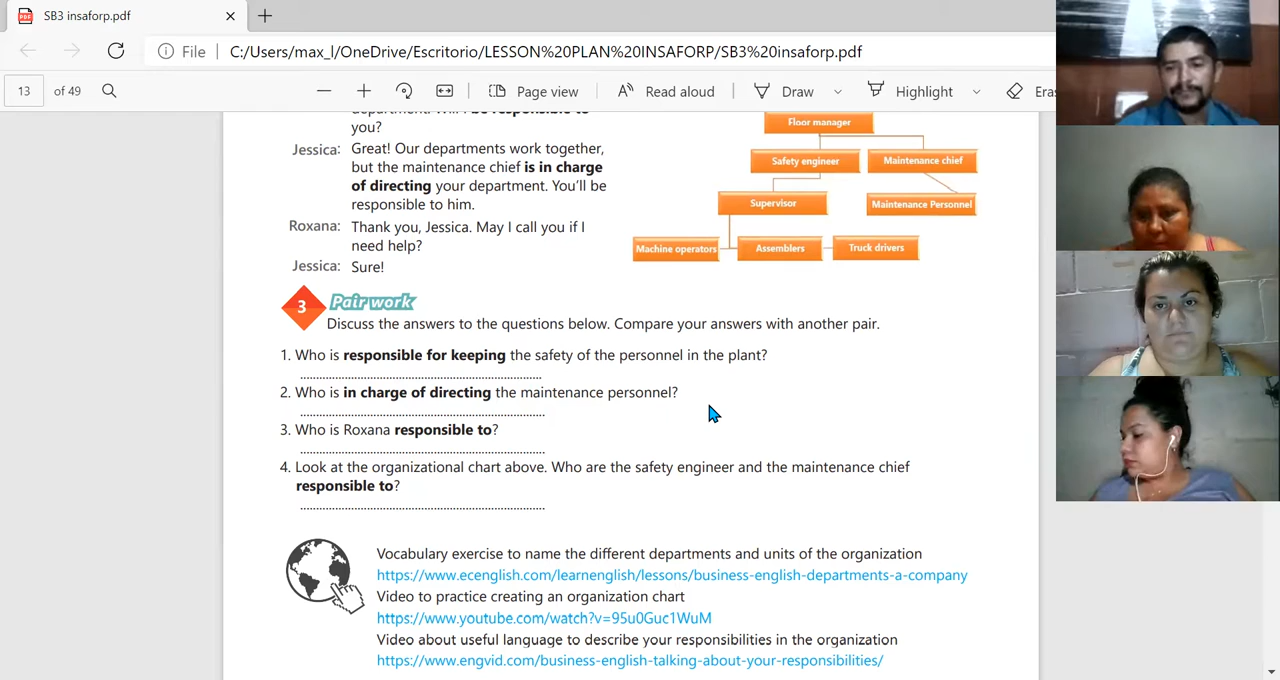 SB3 insaforp.pdf
File | C:/Users/max_l/OneDrive/Escritorio/LESSON%20PLAN%20INSAFORP/SB3%20insaforp.pdf
13 of 49
Page view
Read aloud
Draw
Highlight
Eras
you?
Jessica: Great! Our departments work together,
but the maintenance chief is in charge
of directing your department. You'll be
responsible to him.
Roxana: Thank you, Jessica. May I call you if I
need help?
Jessica: Sure!
Floor manager
Safety engineer
Maintenance chief
Supervisor
Maintenance Personnel
Machine operators
Assemblers
Truck drivers
3 Pair work
Discuss the answers to the questions below. Compare your answers with another pair.
1. Who is responsible for keeping the safety of the personnel in the plant?
2. Who is in charge of directing the maintenance personnel?
3. Who is Roxana responsible to?
4. Look at the organizational chart above. Who are the safety engineer and the maintenance chief
responsible to?
Vocabulary exercise to name the different departments and units of the organization
https://www.ecenglish.com/learnenglish/lessons/business-english-departments-a-company
Video to practice creating an organization chart
https://www.youtube.com/watch?v=95u0Guc1WuM
Video about useful language to describe your responsibilities in the organization
https://www.engvid.com/business-english-talking-about-your-responsibilities/